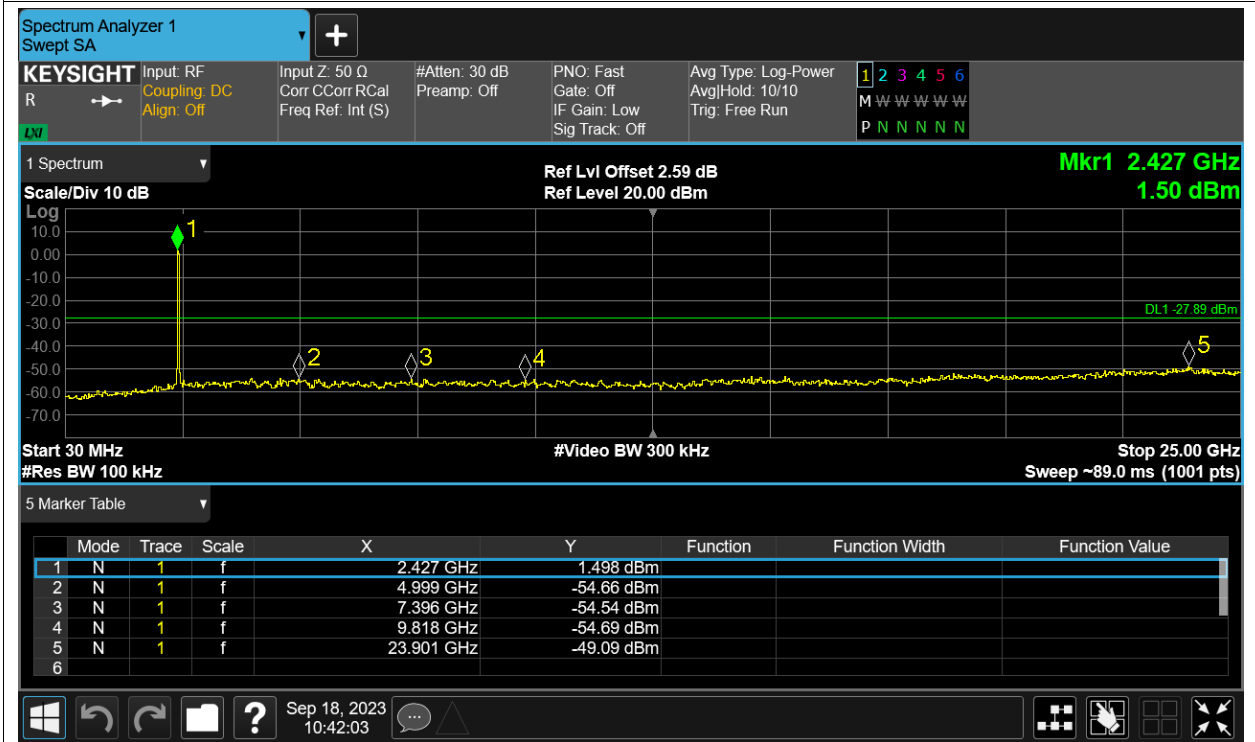 Spectrum Analyzer 1
Swept SA
KEYSIGHT
R
LXI
Input: RF
Coupling: DC
Align: Off
Input Z: 50 Ω
Corr CCorr RCal
Freq Ref: Int (S)
#Atten: 30 dB
Preamp: Off
PNO: Fast
Gate: Off
IF Gain: Low
Sig Track: Off
Avg Type: Log-Power
Avg|Hold: 10/10
Trig: Free Run
1 2 3 4 5 6
M W W W W W
P N N N N N
1 Spectrum
Scale/Div 10 dB
Ref Lvl Offset 2.59 dB
Ref Level 20.00 dBm
Mkr1 2.427 GHz
1.50 dBm
Log
10.0
0.00
-10.0
-20.0
-30.0
-40.0
-50.0
-60.0
-70.0
1
2
3
4
5
DL1 -27.89 dBm
Start 30 MHz
#Video BW 300 kHz
Stop 25.00 GHz
#Res BW 100 kHz
Sweep ~89.0 ms (1001 pts)
5 Marker Table
Mode Trace Scale X Y Function Function Width Function Value
1 N 1 f 2.427 GHz 1.498 dBm
2 N 1 f 4.999 GHz -54.66 dBm
3 N 1 f 7.396 GHz -54.54 dBm
4 N 1 f 9.818 GHz -54.69 dBm
5 N 1 f 23.901 GHz -49.09 dBm
6
?
Sep 18, 2023
10:42:03